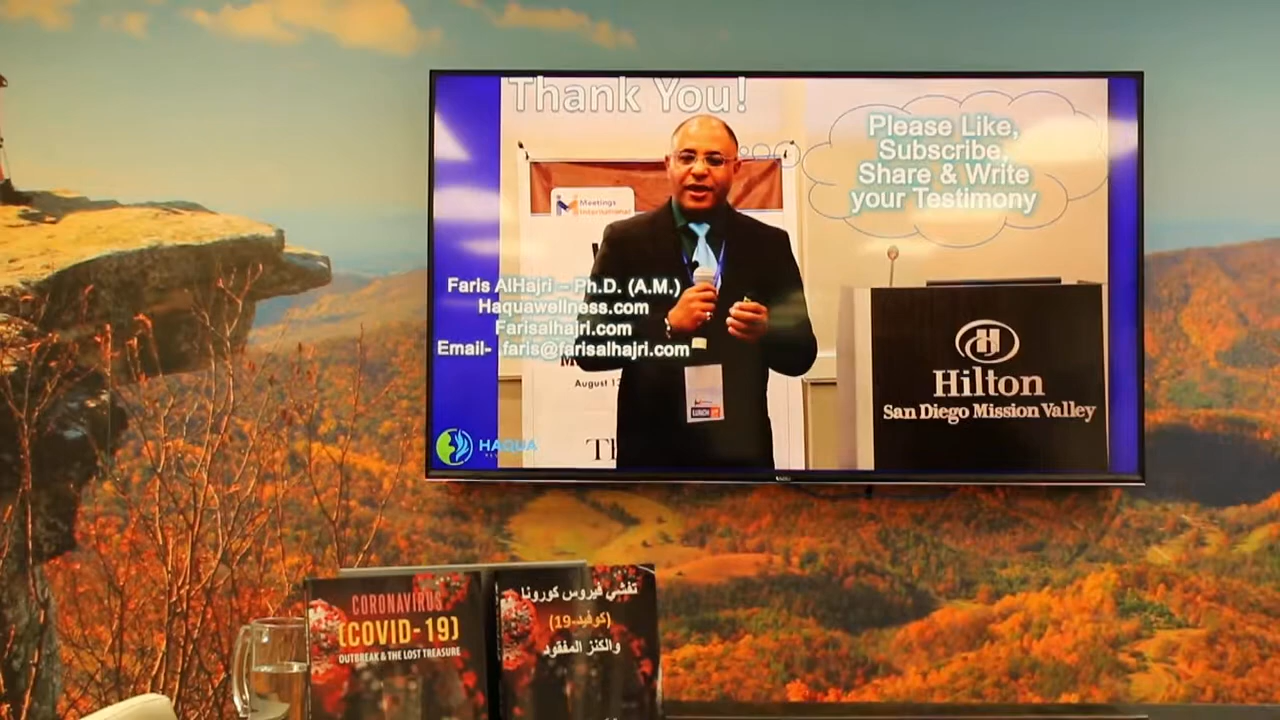 Thank You!
Please Like,
Subscribe,
Share & Write
your Testimony
Meetings
International
Faris AlHajri – Ph.D. (A.M.)
Haquawellness.com
Farisalhajri.com
Email- faris@farisalhajri.com
August
LUNCH
Hilton
San Diego Mission Valley
HAQUA
CORONAVIRUS
(COVID-19)
OUTBREAK & THE LOST TREASURE
تفشي فيروس كورونا
(كوفيد-19)
والكنز المفقود